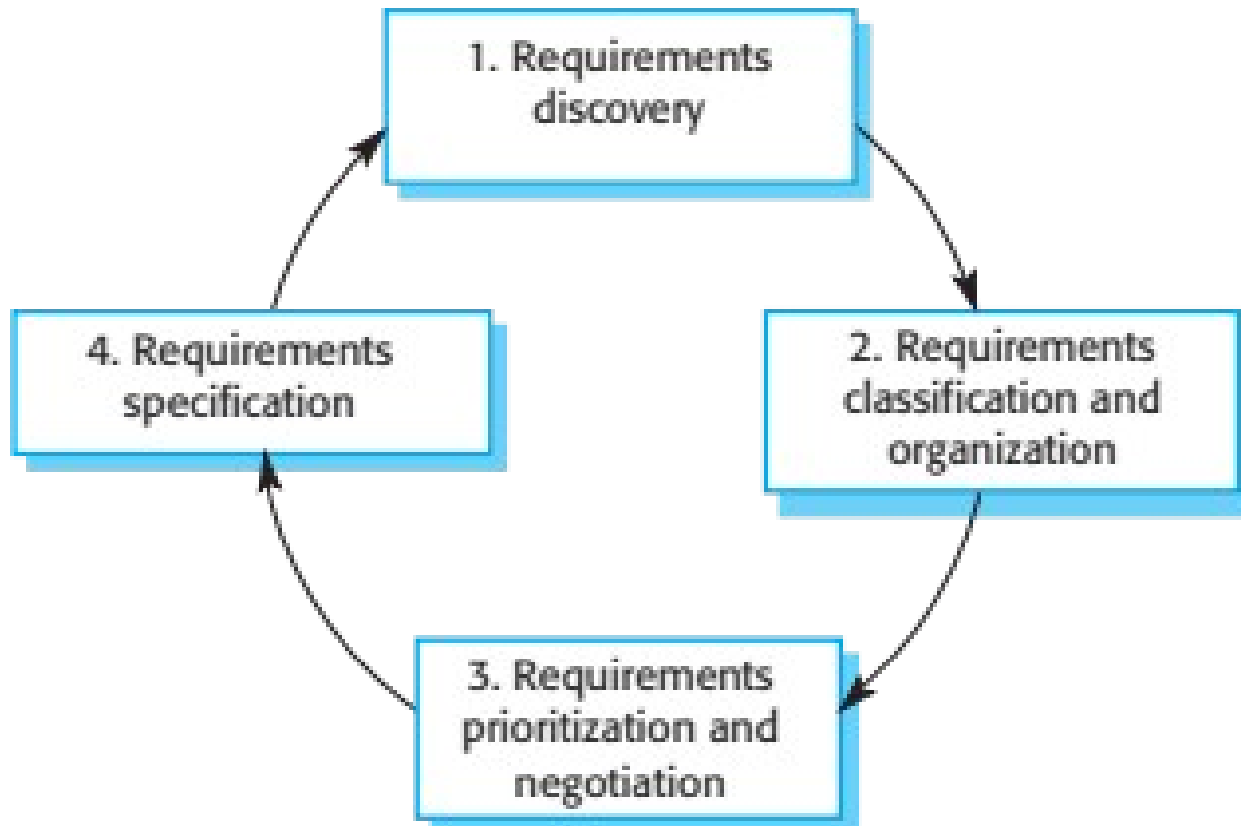 1. Requirements
discovery
2. Requirements
classification and
organization
3. Requirements
prioritization and
negotiation
4. Requirements
specification